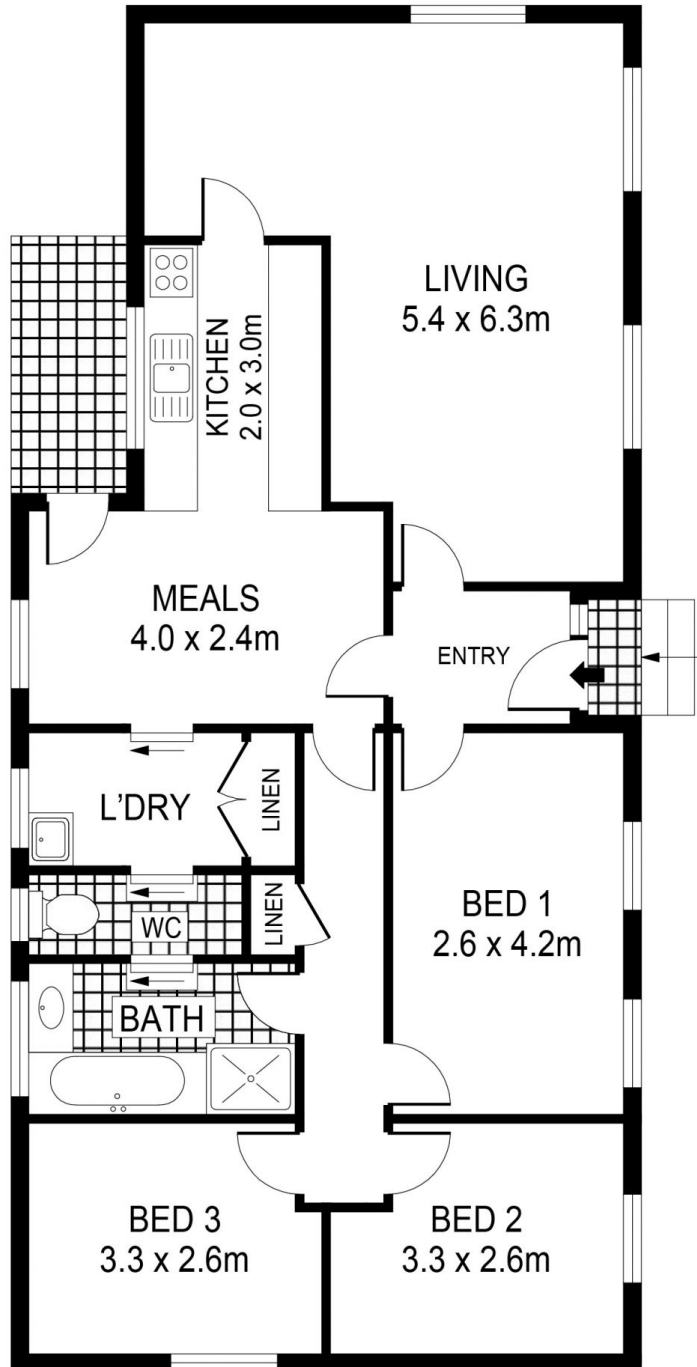 LIVING
5.4 x 6.3m
KITCHEN
2.0 x 3.0m
MEALS
4.0 x 2.4m
ENTRY
L'DRY
LINEN
LINEN
WC
BED 1
2.6 x 4.2m
BATH
BED 3
3.3 x 2.6m
BED 2
3.3 x 2.6m